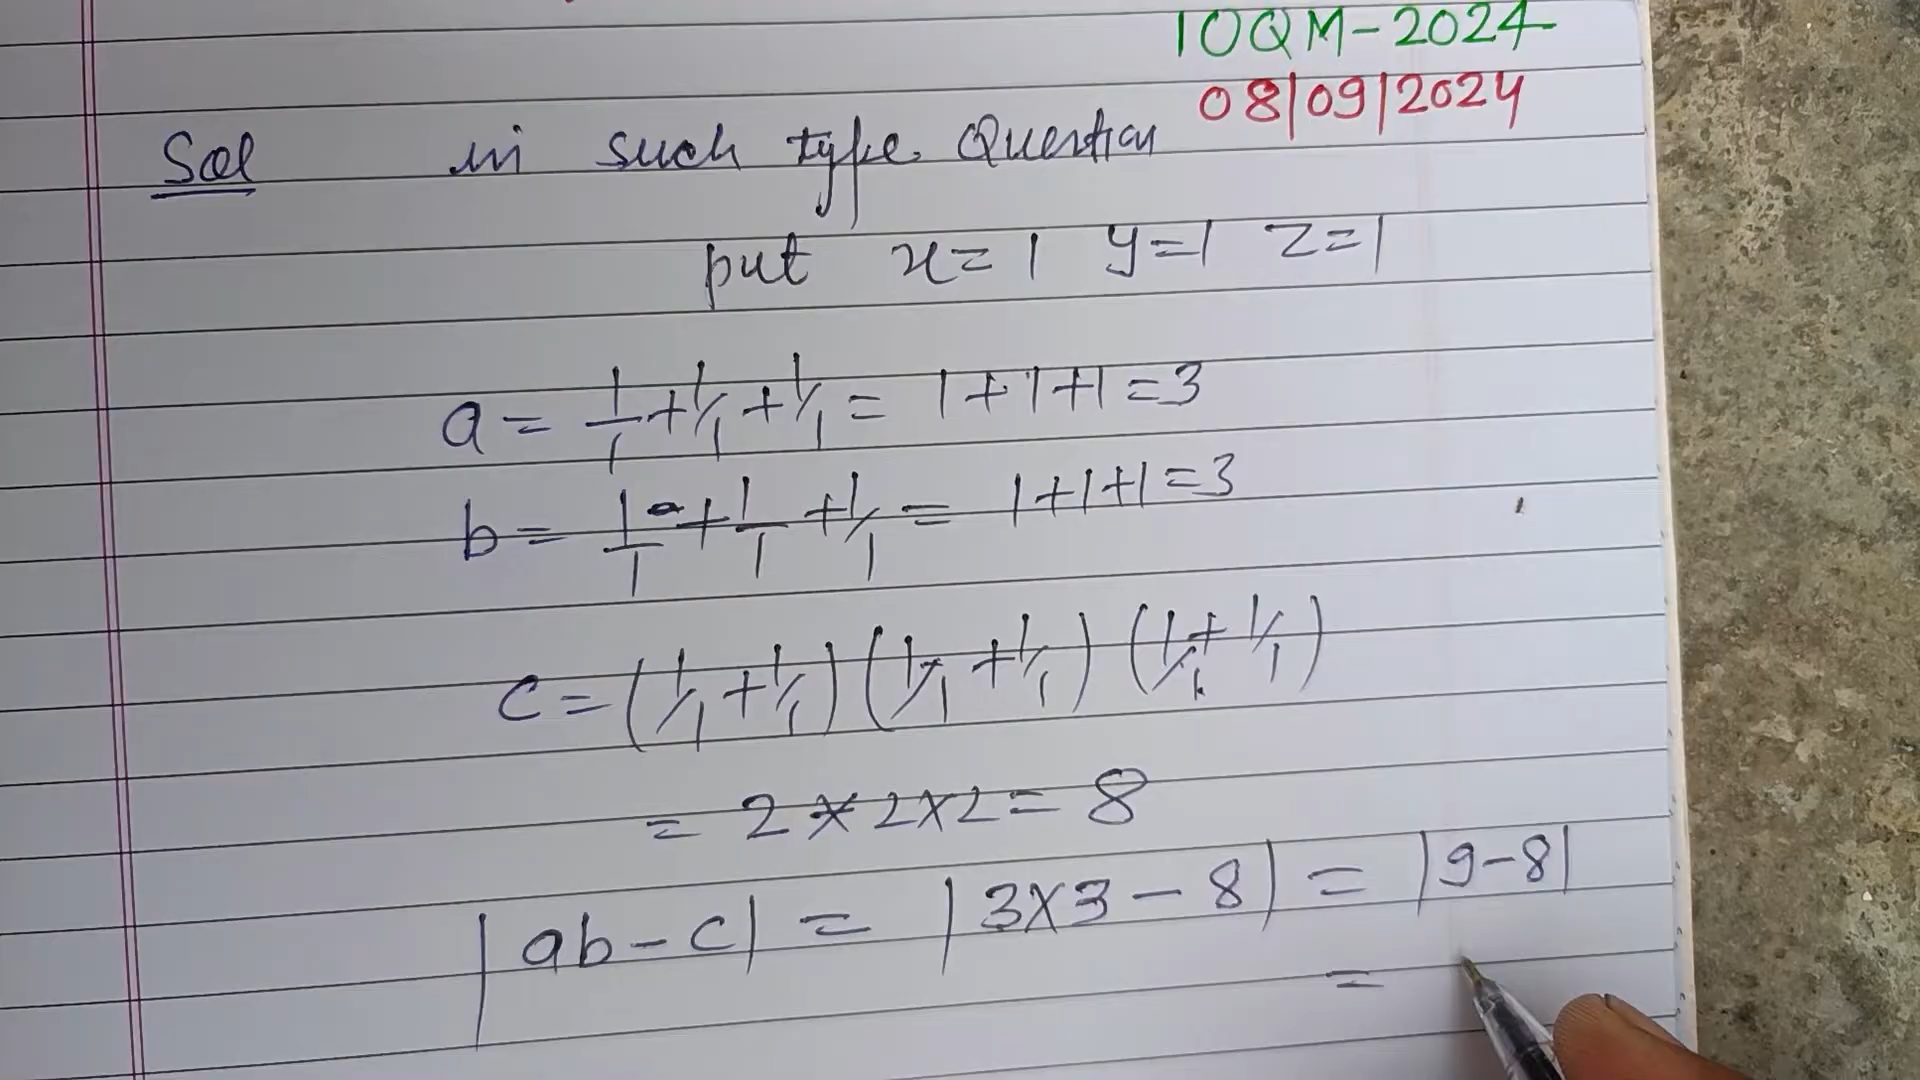 IOQM-2024
08/09/2024
Sol in such type Question
put x=1 y=1 z=1
a = 1/1 + 1/1 + 1/1 = 1+1+1=3
b = 1/1 + 1/1 + 1/1 = 1+1+1=3
c = (1/1 + 1/1) (1/1 + 1/1) (1/1 + 1/1)
= 2×2×2= 8
|ab-c| = |3×3-8| = |9-8|
=